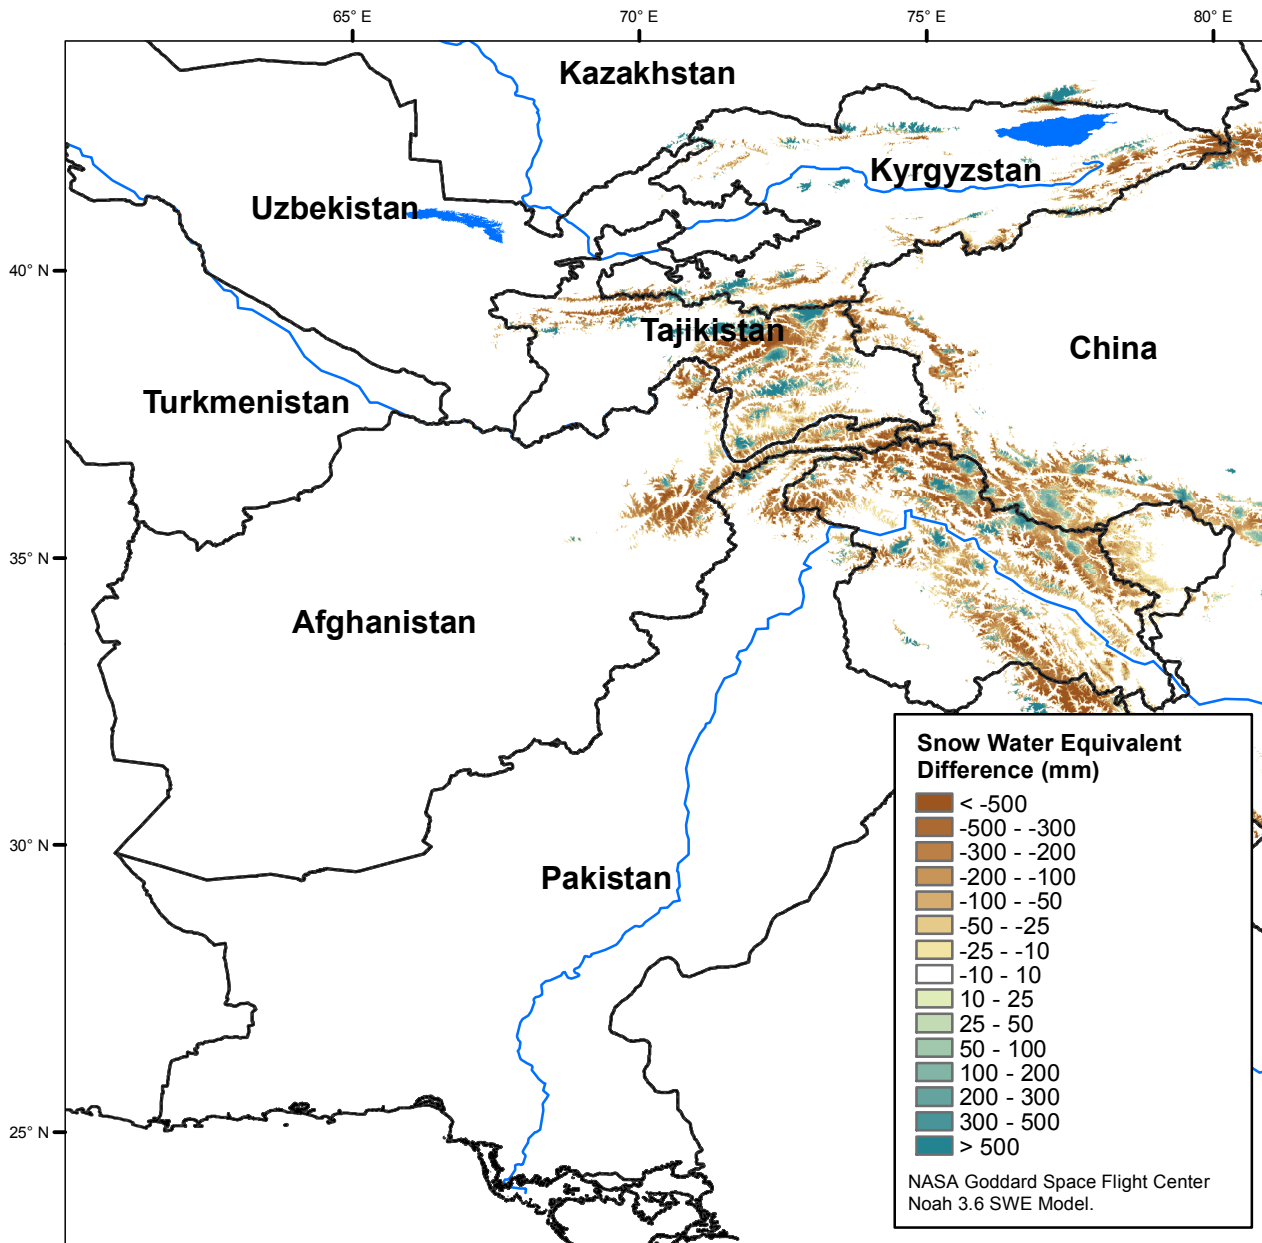 65° E
70° E
75° E
80° E
Kazakhstan
Kyrgyzstan
Uzbekistan
40° N
Tajikistan
China
Turkmenistan
35° N
Afghanistan
30° N
Pakistan
25° N
Snow Water Equivalent
Difference (mm)
< -500
-500 - -300
-300 - -200
-200 - -100
-100 - -50
-50 - -25
-25 - -10
-10 - 10
10 - 25
25 - 50
50 - 100
100 - 200
200 - 300
300 - 500
> 500
NASA Goddard Space Flight Center
Noah 3.6 SWE Model.